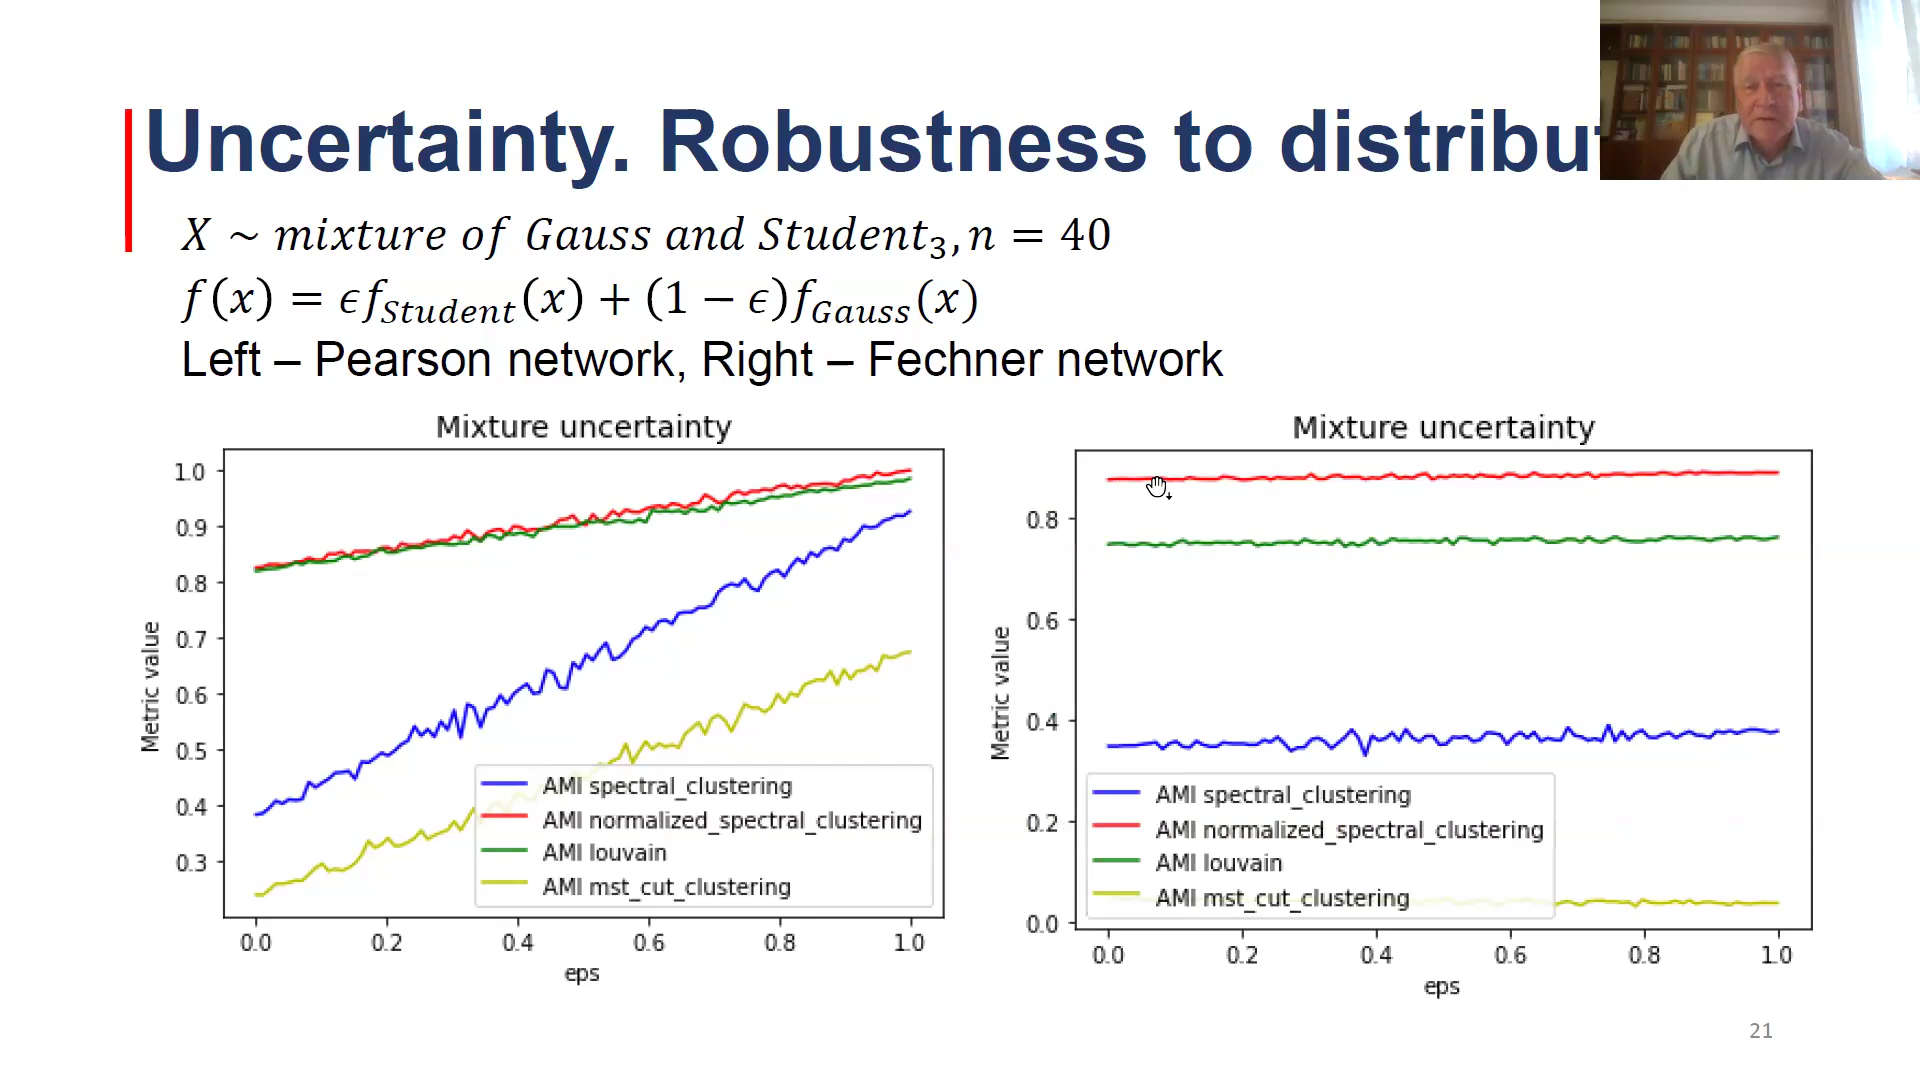 Uncertainty. Robustness to distribu
X ~ mixture of Gauss and Student₃, n = 40
f(x) = ϵf_Student(x) + (1 − ϵ)f_Gauss(x)
Left – Pearson network, Right – Fechner network
Mixture uncertainty
1.0
0.9
0.8
0.7
0.6
0.5
0.4
0.3
Metric value
AMI spectral_clustering
AMI normalized_spectral_clustering
AMI louvain
AMI mst_cut_clustering
0.0 0.2 0.4 0.6 0.8 1.0
eps
Mixture uncertainty
0.8
0.6
0.4
0.2
0.0
Metric value
AMI spectral_clustering
AMI normalized_spectral_clustering
AMI louvain
AMI mst_cut_clustering
0.0 0.2 0.4 0.6 0.8 1.0
eps
21